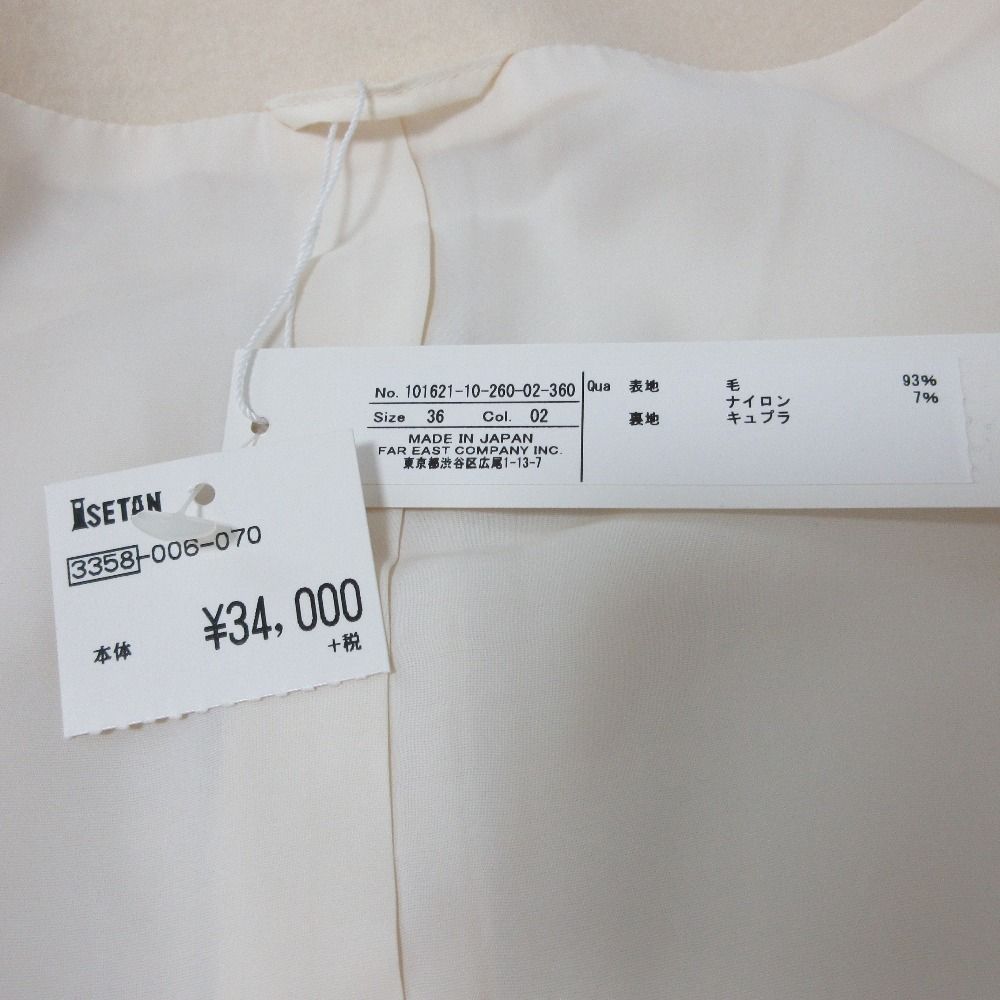 No. 101621-10-260-02-360
Size 36 Col. 02
MADE IN JAPAN
FAR EAST COMPANY INC.
東京都渋谷区広尾1-13-7
Qua 表地 毛 93%
ナイロン 7%
裏地 キュプラ
ISETAN
3358-006-070
¥34,000
本体 +税